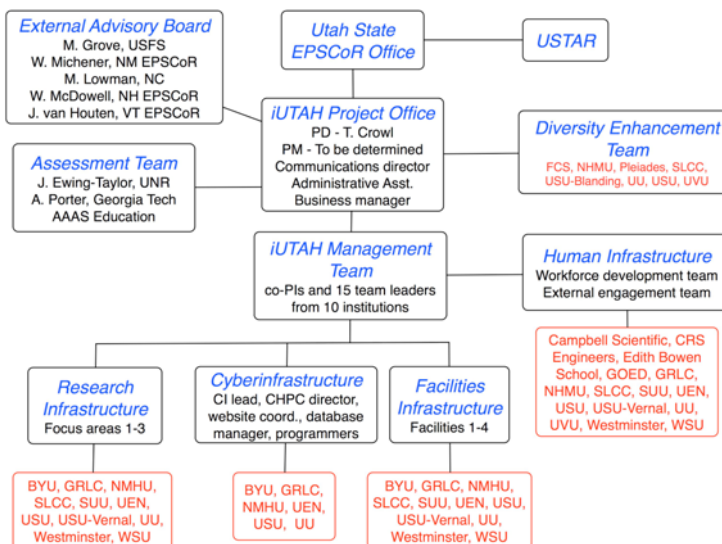 External Advisory Board
M. Grove, USFS
W. Michener, NM EPSCoR
M. Lowman, NC
W. McDowell, NH EPSCoR
J. van Houten, VT EPSCoR
Utah State
EPSCoR Office
USTAR
iUTAH Project Office
PD - T. Crowl
PM - To be determined
Communications director
Administrative Asst.
Business manager
Diversity Enhancement
Team
FCS, NHMU, Pleiades, SLCC,
USU-Blanding, UU, USU, UVU
Assessment Team
J. Ewing-Taylor, UNR
A. Porter, Georgia Tech
AAAS Education
iUTAH Management
Team
co-PIs and 15 team leaders
from 10 institutions
Human Infrastructure
Workforce development team
External engagement team
Campbell Scientific, CRS
Engineers, Edith Bowen
School, GOED, GRLC,
NHMU, SLCC, SUU, UEN,
USU, USU-Vernal, UU,
UVU, Westminster, WSU
Research
Infrastructure
Focus areas 1-3
Cyberinfrastructure
CI lead, CHPC director,
website coord., database
manager, programmers
Facilities
Infrastructure
Facilities 1-4
BYU, GRLC, NMHU,
SLCC, SUU, UEN,
USU, USU-Vernal, UU,
Westminster, WSU
BYU, GRLC,
NMHU, UEN,
USU, UU
BYU, GRLC, NMHU,
SLCC, SUU, UEN, USU,
USU-Vernal, UU,
Westminster, WSU